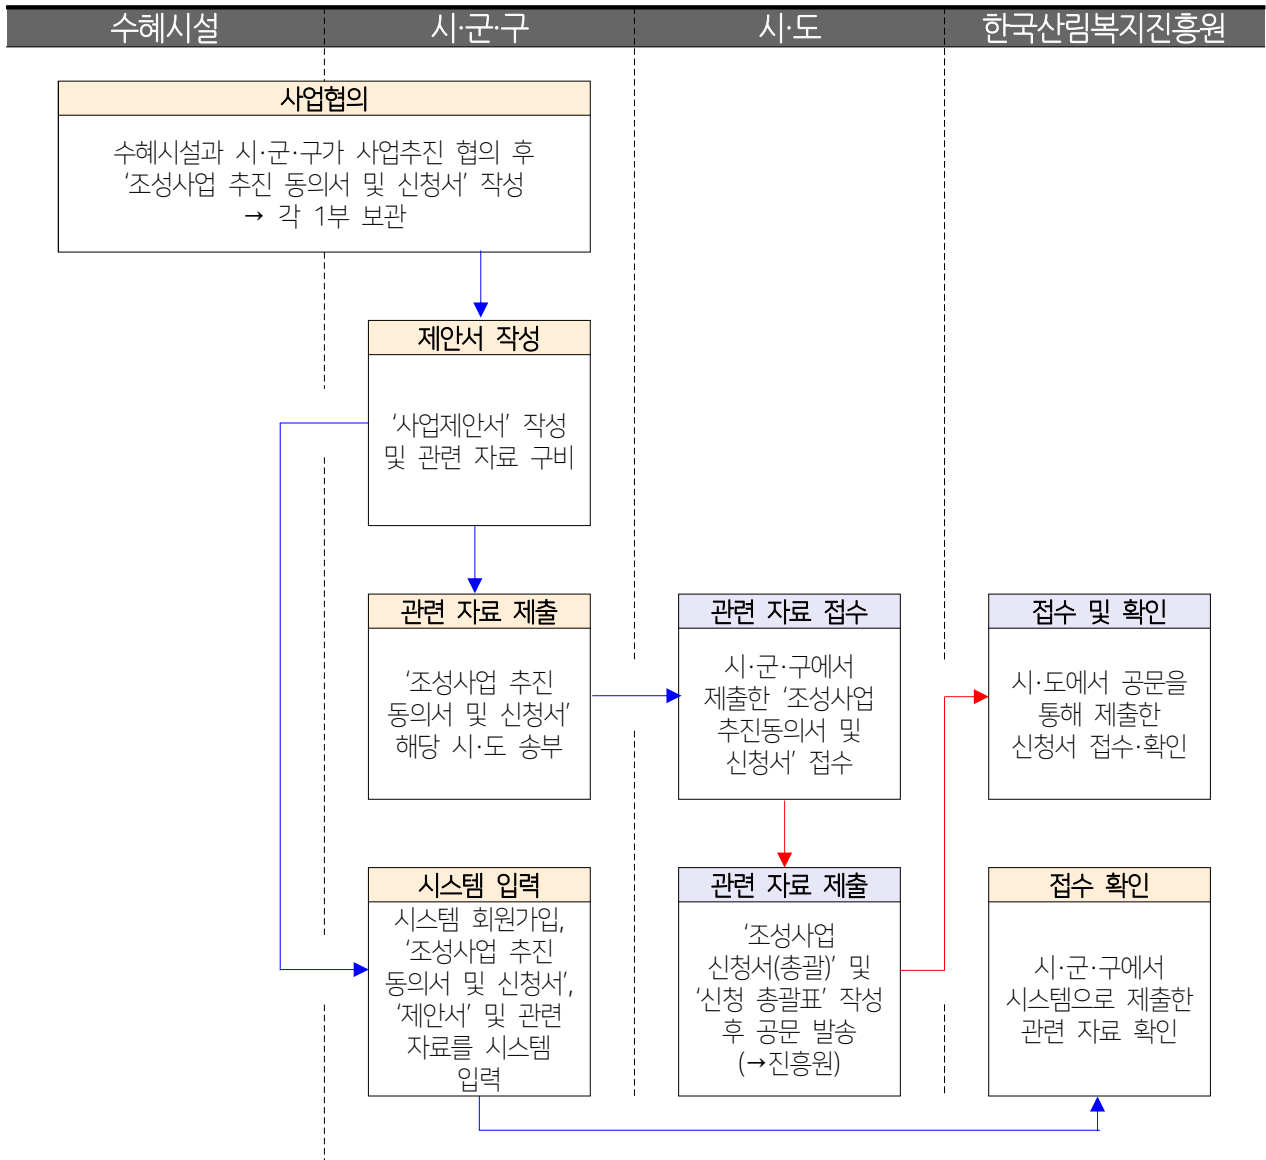 수혜시설
시·군·구
시·도
한국산림복지진흥원
사업협의
수혜시설과 시·군·구가 사업추진 협의 후
‘조성사업 추진 동의서 및 신청서’ 작성
→ 각 1부 보관
제안서 작성
‘사업제안서’ 작성
및 관련 자료 구비
관련 자료 제출
‘조성사업 추진
동의서 및 신청서’
해당 시·도 송부
관련 자료 접수
시·군·구에서
제출한 ‘조성사업
추진동의서 및
신청서’ 접수
접수 및 확인
시·도에서 공문을
통해 제출한
신청서 접수·확인
시스템 입력
시스템 회원가입,
‘조성사업 추진
동의서 및 신청서’,
‘제안서’ 및 관련
자료를 시스템
입력
관련 자료 제출
‘조성사업
신청서(총괄)’ 및
‘신청 총괄표’ 작성
후 공문 발송
(→진흥원)
접수 확인
시·군·구에서
시스템으로 제출한
관련 자료 확인